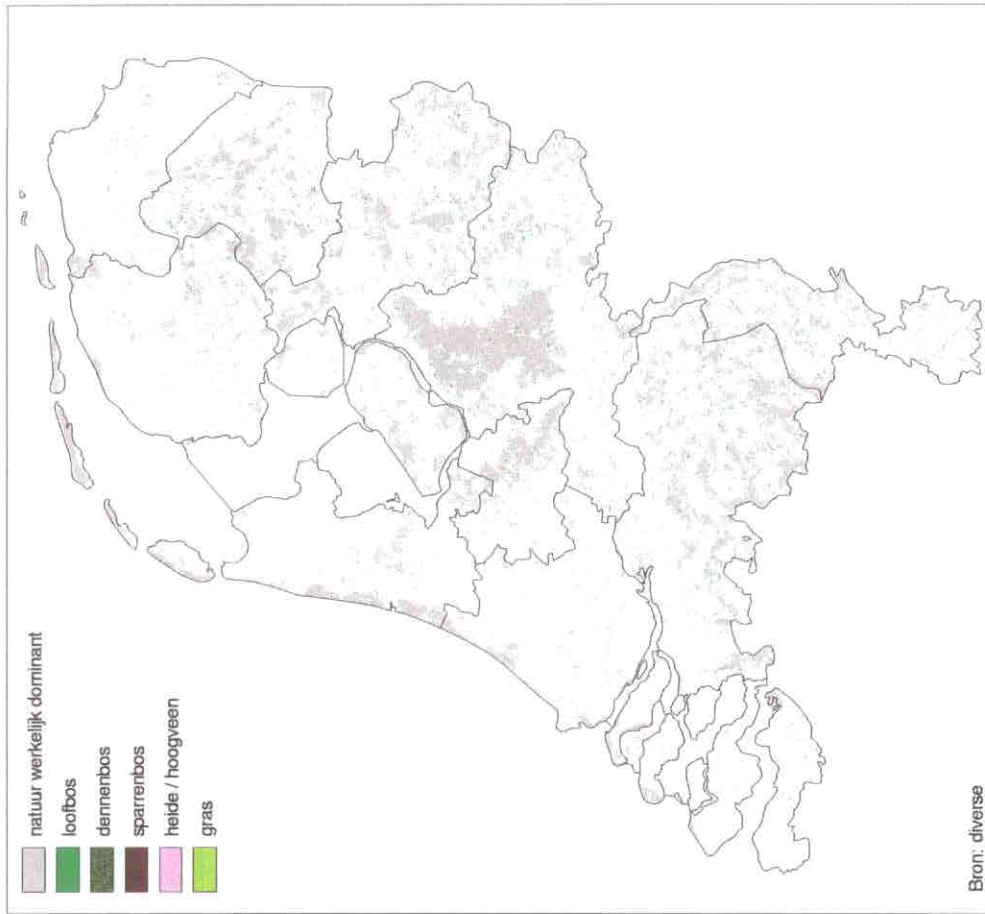 natuur werkelijk dominant
loofbos
dennenbos
sparrenbos
heide / hoogveen
gras
Bron: diverse